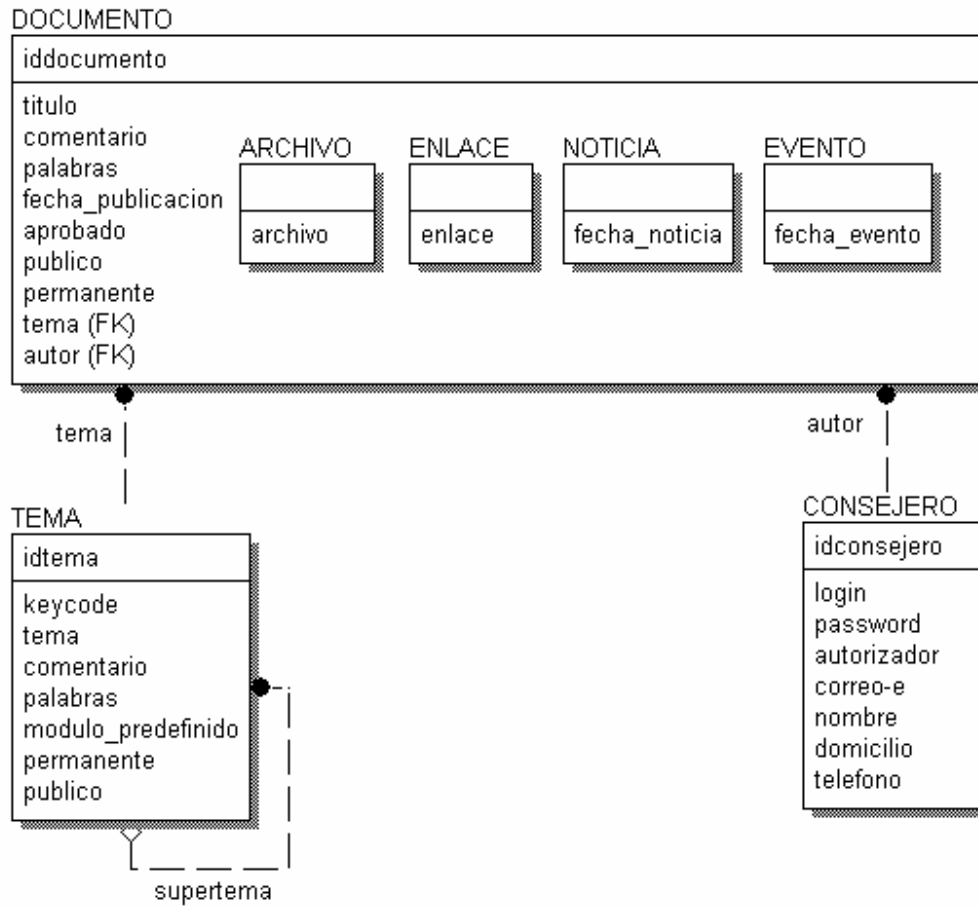 DOCUMENTO
iddocumento
titulo
comentario
palabras
fecha_publicacion
aprobado
publico
permanente
tema (FK)
autor (FK)
ARCHIVO
archivo
ENLACE
enlace
NOTICIA
fecha_noticia
EVENTO
fecha_evento
tema
autor
TEMA
idtema
keycode
tema
comentario
palabras
modulo_predefinido
permanente
publico
supertema
CONSEJERO
idconsejero
login
password
autorizador
correo-e
nombre
domicilio
telefono